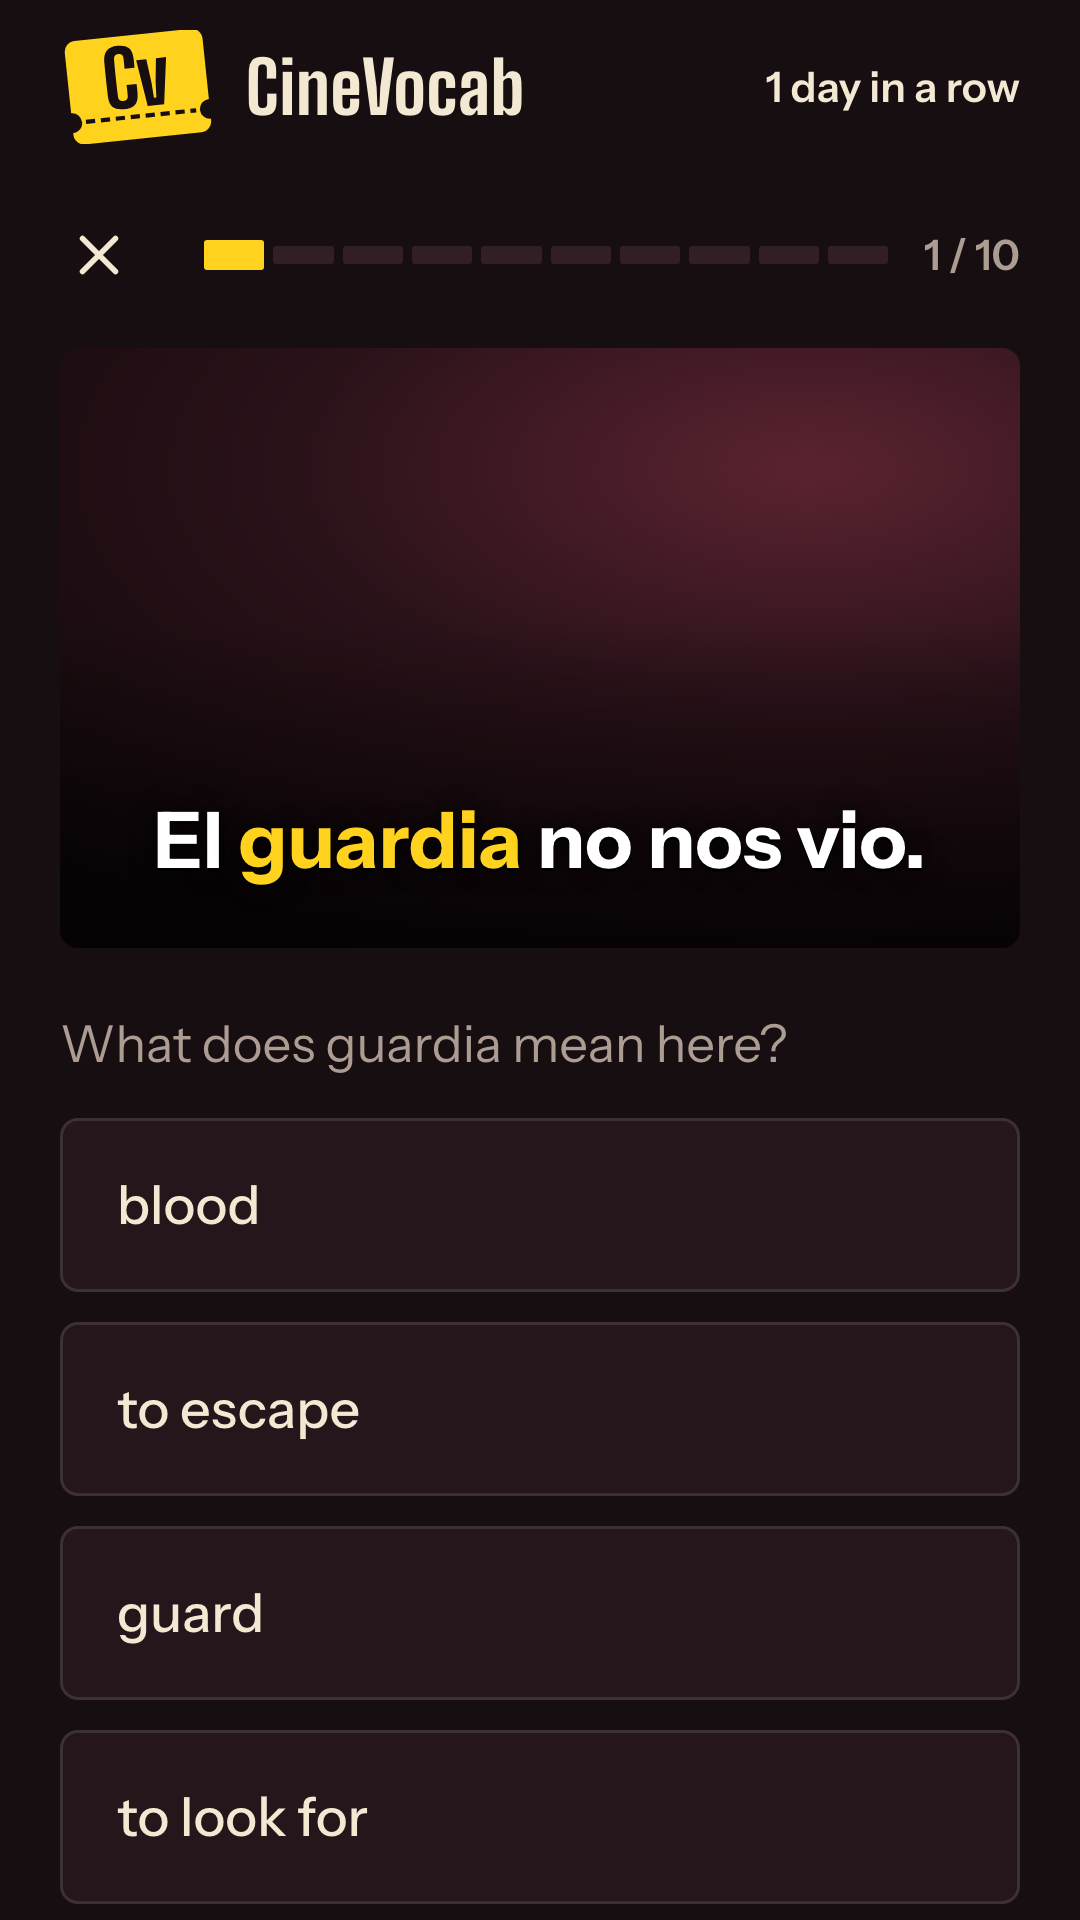 Cv
CineVocab
1 day in a row
1 / 10
El guardia no nos vio.
What does guardia mean here?
blood
to escape
guard
to look for